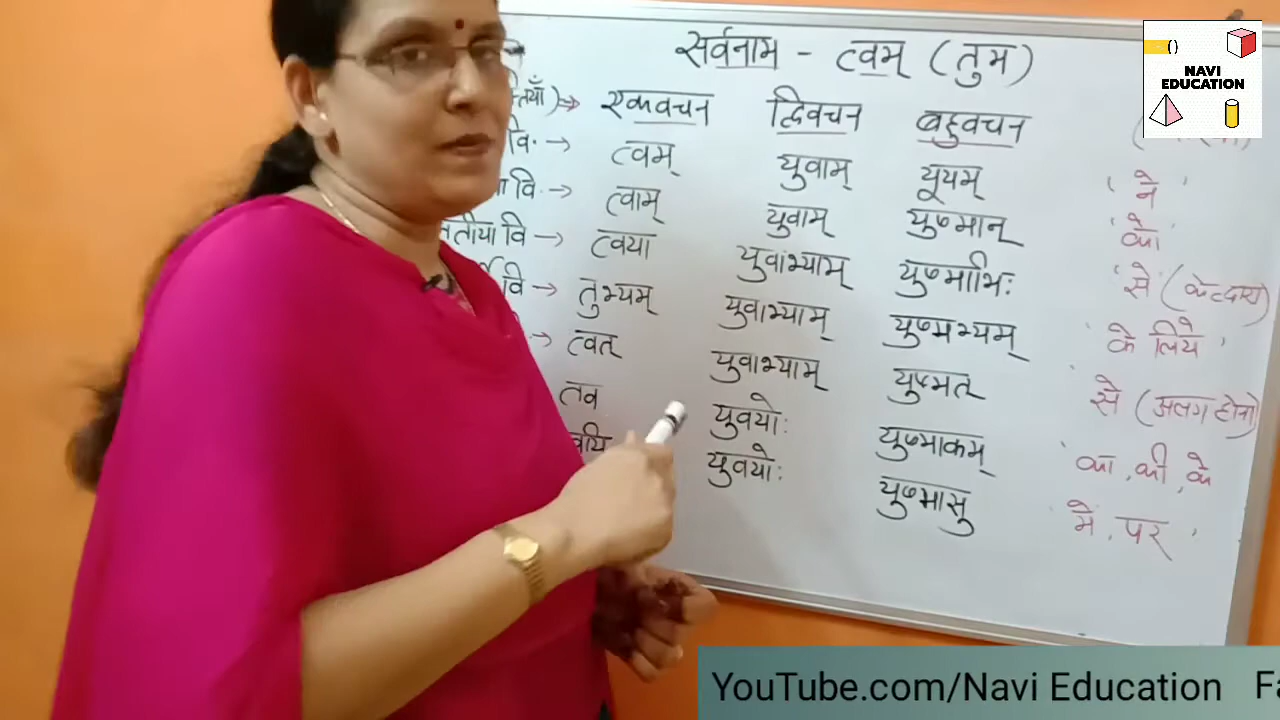 सर्वनाम - त्वम् (तुम)
एकवचन द्विवचन बहुवचन
वि. → त्वम् युवाम् यूयम् ' ने '
वि. → त्वाम् युवाम् युष्मान् ' को '
तृतीया वि → त्वया युवाभ्याम् युष्माभिः ' से ' (के द्वारा)
वि → तुभ्यम् युवाभ्याम् युष्मभ्यम् ' के लिये '
→ त्वत् युवाभ्याम् युष्मत् से (अलग होना)
तव युवयोः युष्माकम् का , की , के
युवयोः युष्मासु ' मे , पर '
NAVI
EDUCATION
YouTube.com/Navi Education